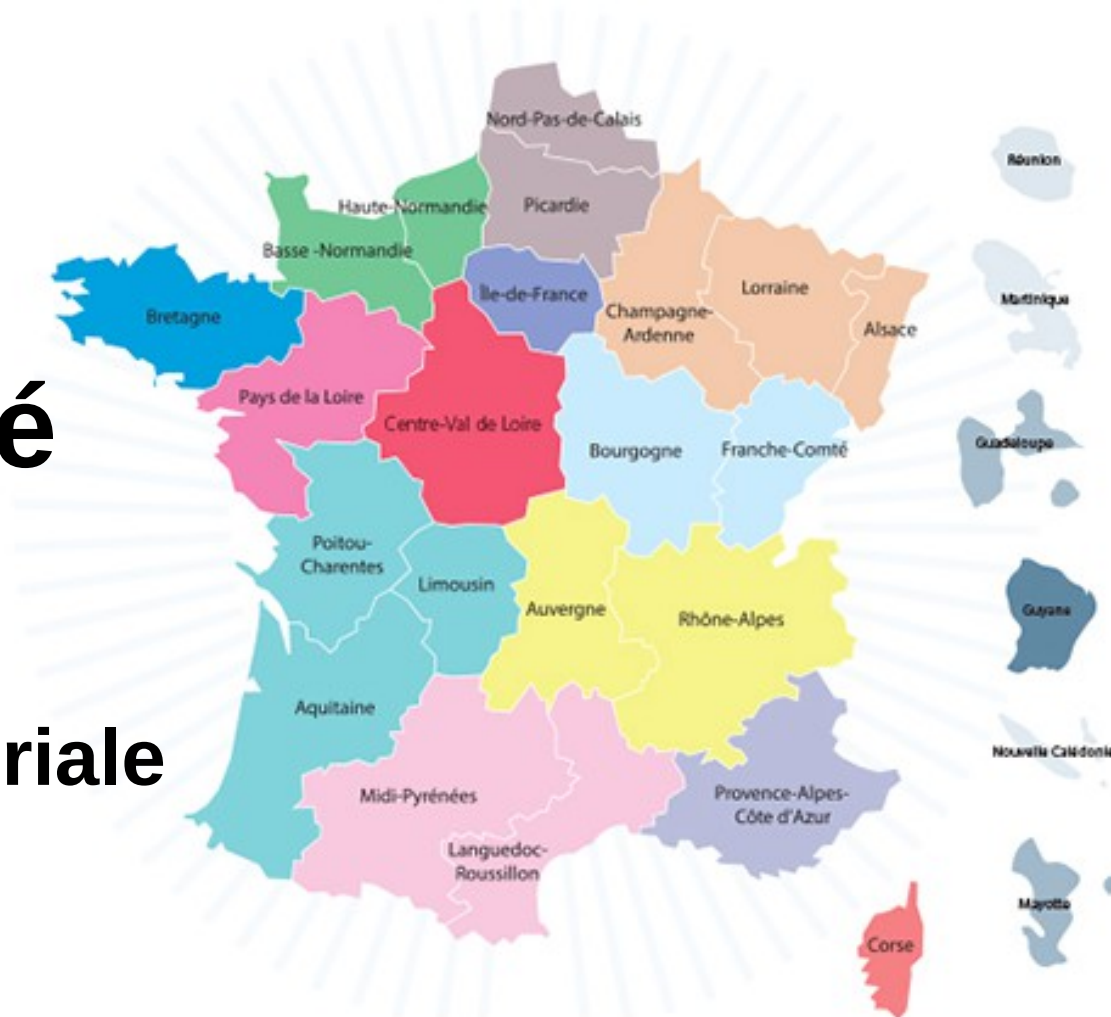 Nord-Pas-de-Calais
Réunion
Haute-Normandie
Picardie
Basse -Normandie
Île-de-France
Lorraine
Martinique
Bretagne
Champagne-
Ardenne
Alsace
Pays de la Loire
é
Centre-Val de Loire
Bourgogne
Franche-Comté
Guadeloupe
Poitou-
Charentes
Limousin
Auvergne
Rhône-Alpes
Guyane
Aquitaine
riale
Nouvelle Calédonie
Midi-Pyrénées
Provence-Alpes-
Côte d'Azur
Languedoc-
Roussillon
Mayotte
Corse